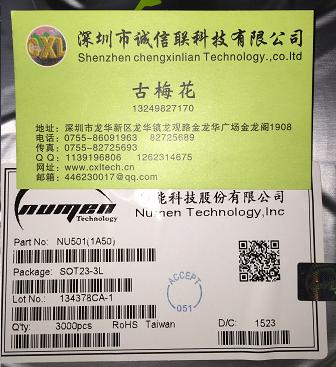 CXL
深圳市诚信联科技有限公司
Shenzhen chengxinlian Technology.,co.ltd
古梅花
13249827170
地址：深圳市龙华新区龙华镇龙观路金龙华广场金龙阁1908
电话：0755-86091963 82725689
传真：0755-82725693
QQ：1139196806 1262314675
网址：www.cxltech.cn
邮箱：446230017@qq.com
numen
Technology
能科技股份有限公司
Numen Technology,Inc
Part No: NU501(1A50)
Package: SOT23-3L
Lot No.: 134378CA-1
ACCEPT
051
Q'ty: 3000pcs RoHS Taiwan D/C: 1523